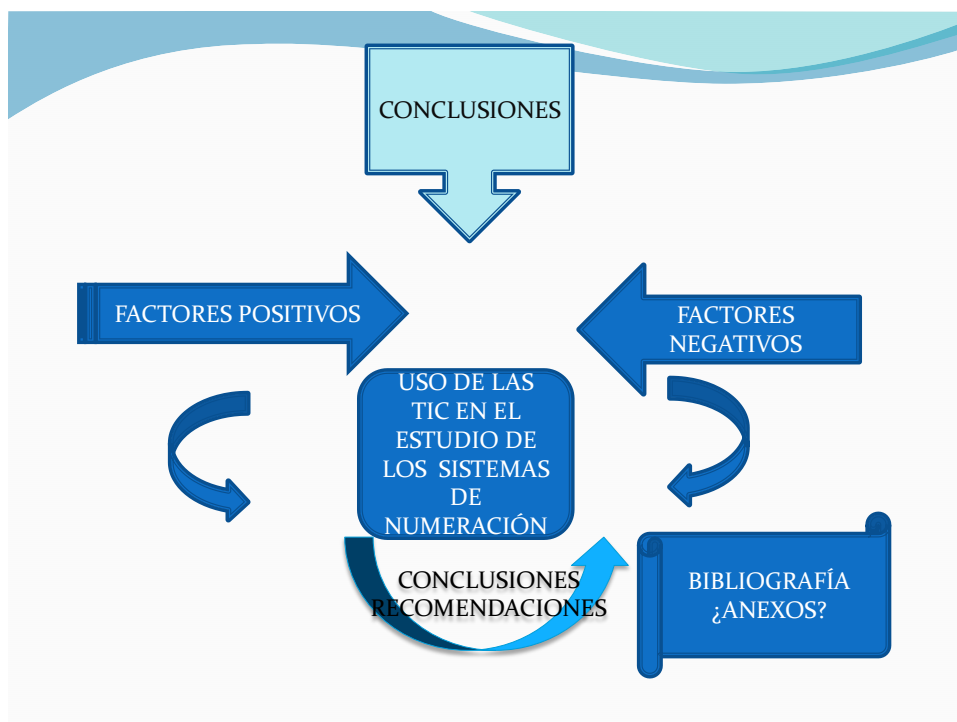 CONCLUSIONES
FACTORES POSITIVOS
FACTORES
NEGATIVOS
USO DE LAS
TIC EN EL
ESTUDIO DE
LOS SISTEMAS
DE
NUMERACIÓN
CONCLUSIONES
RECOMENDACIONES
BIBLIOGRAFÍA
¿ANEXOS?